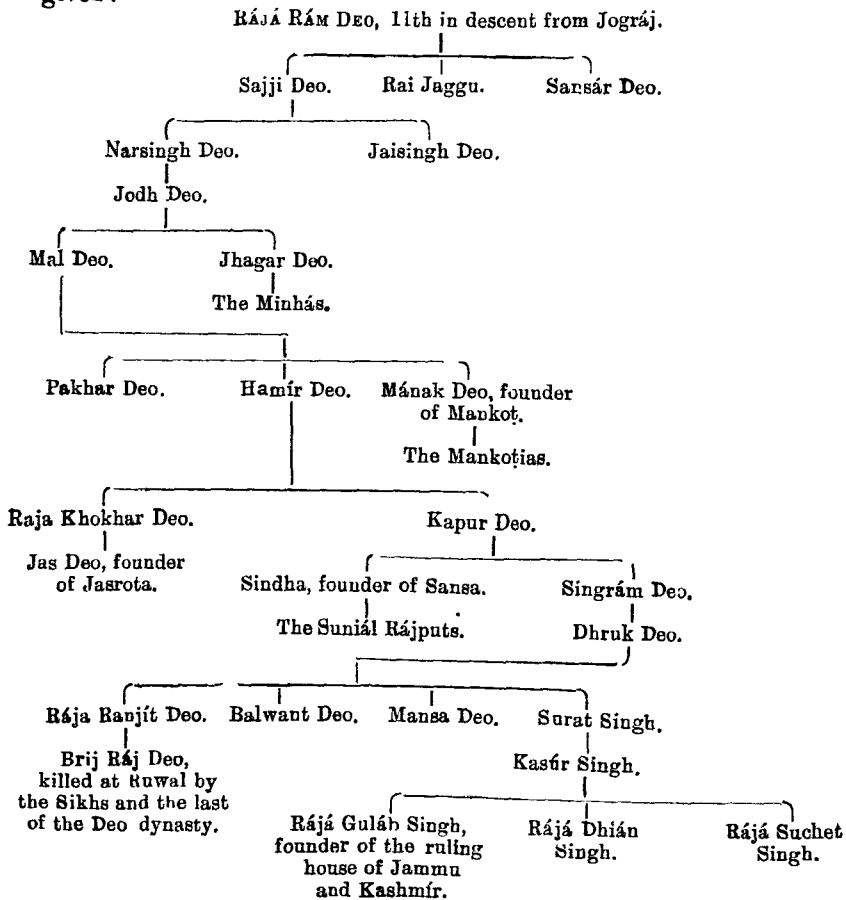 RÁJÁ RÁM DEO, 11th in descent from Jográj.
Sajji Deo. Rai Jaggu. Sansár Deo.
Narsingh Deo. Jaisingh Deo.
Jodh Deo.
Mal Deo. Jhagar Deo.
The Minhás.
Pakhar Deo. Hamír Deo. Mának Deo, founder
of Mankoṭ.
The Mankoṭias.
Raja Khokhar Deo. Kapur Deo.
Jas Deo, founder
of Jasrota.
Sindha, founder of Sansa. Singrám Deo.
The Suniál Rájputs. Dhruk Deo.
Rája Ranjít Deo. Balwant Deo. Mansa Deo. Surat Singh.
Brij Ráj Deo,
killed at Ruwal by
the Sikhs and the last
of the Deo dynasty.
Kasúr Singh.
Rájá Guláb Singh,
founder of the ruling
house of Jammu
and Kashmír.
Rájá Dhián
Singh.
Rájá Suchet
Singh.